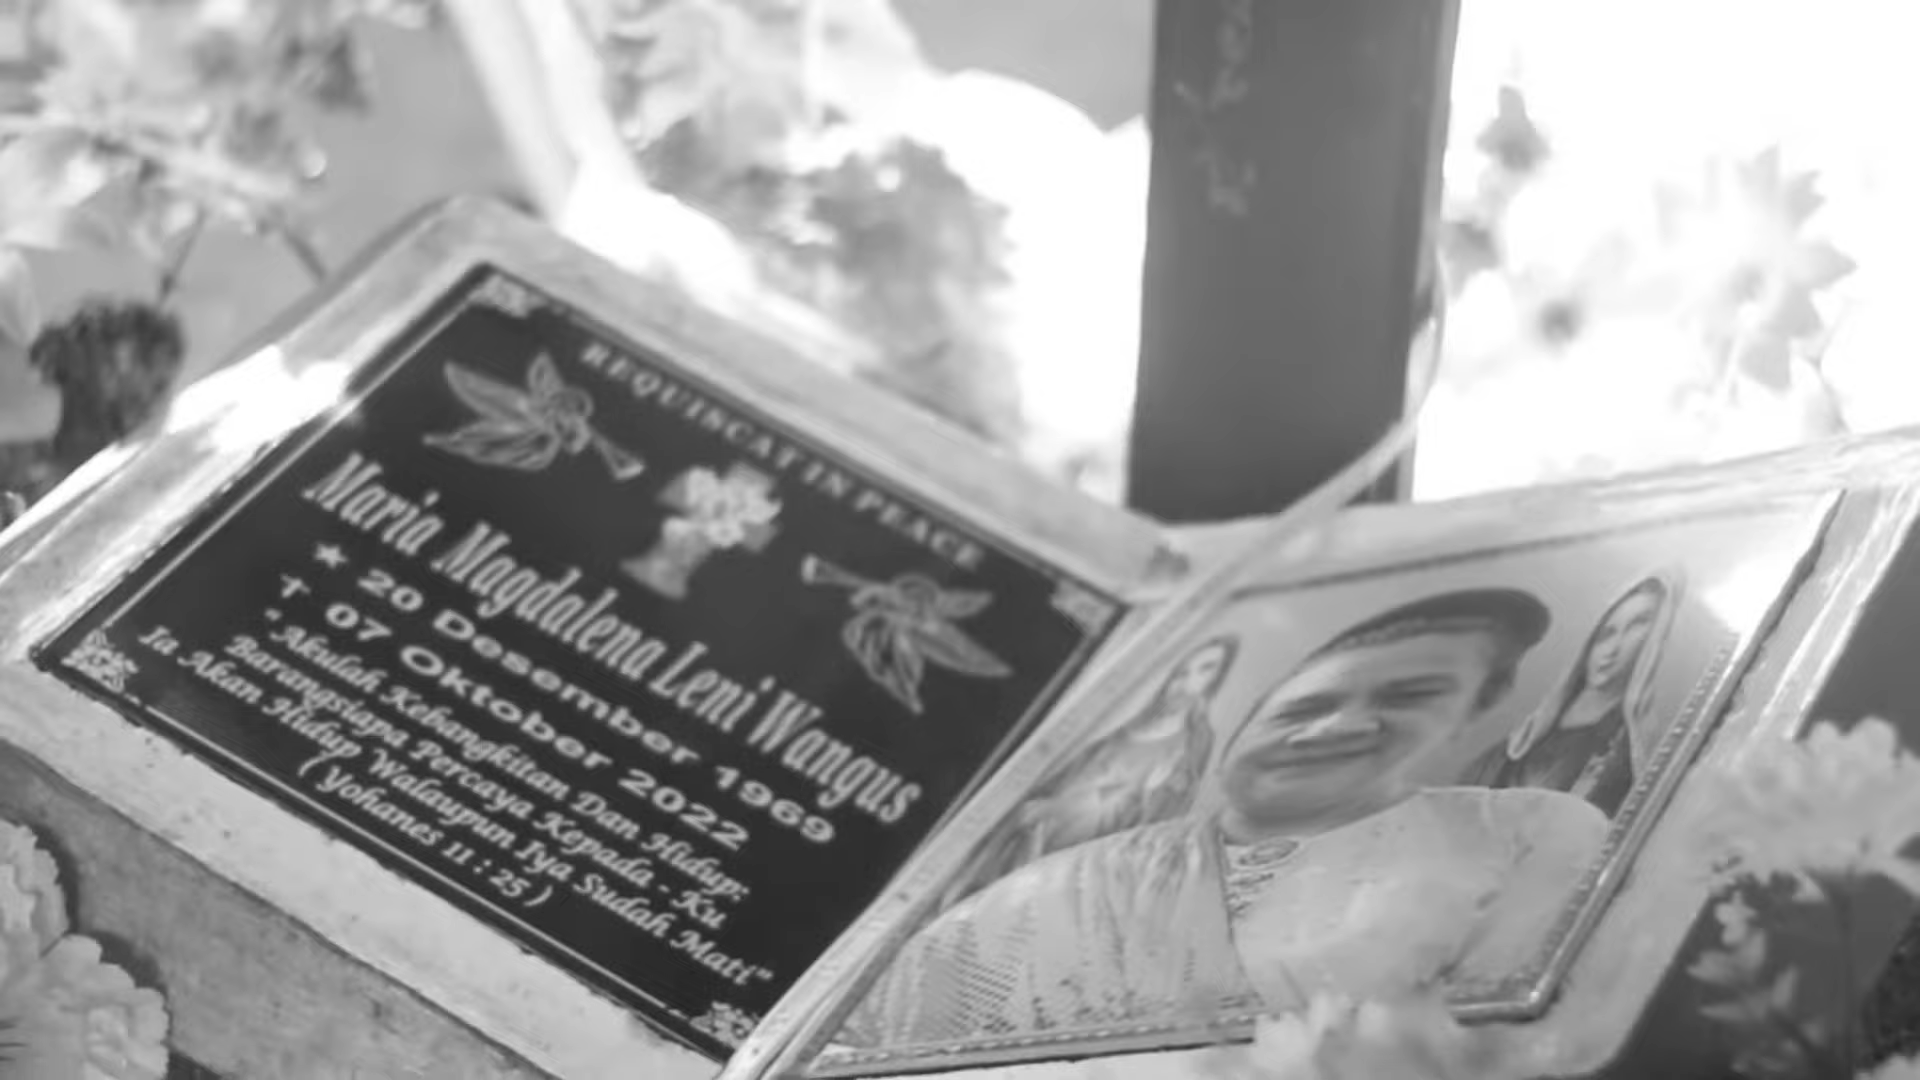 REQUISCAT IN PEACE
Maria Magdalena Leni Wangus
★ 20 Desember 1969
† 07 Oktober 2022
"Akulah Kebangkitan Dan Hidup:
Barangsiapa Percaya Kepada - Ku
Ia Akan Hidup Walaupun Iya Sudah Mati"
( Yohanes 11 : 25 )